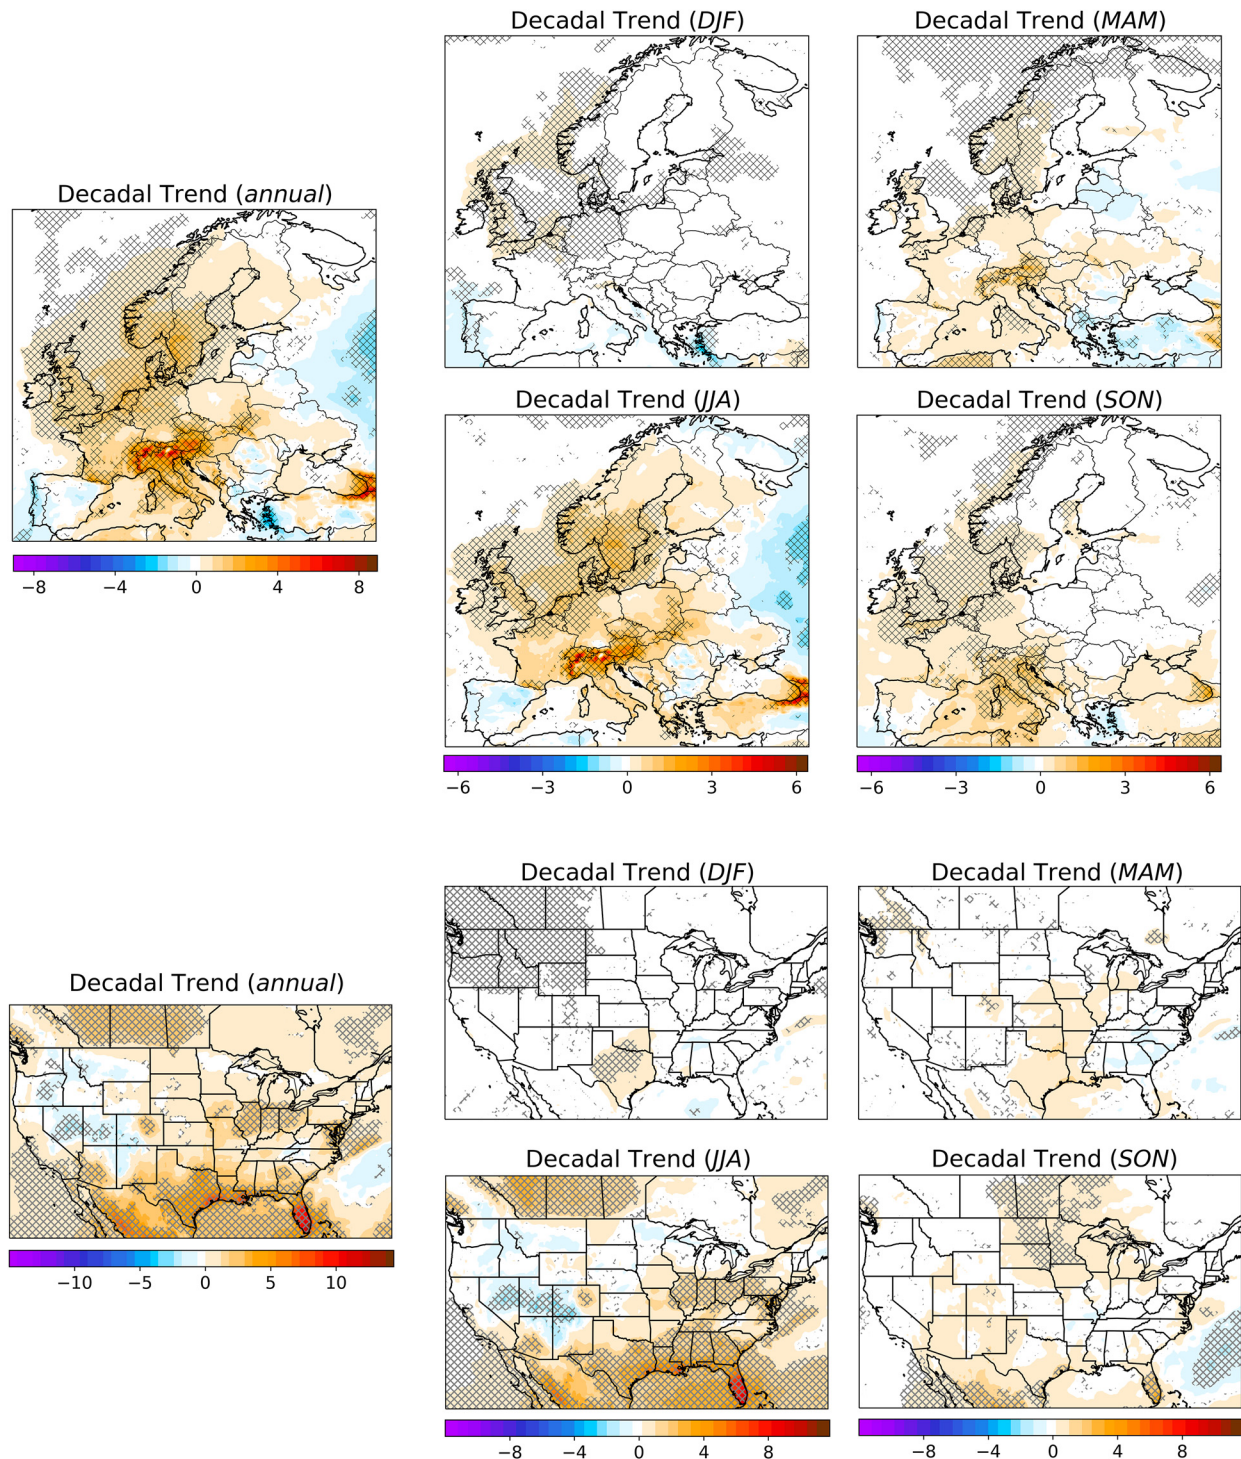 Decadal Trend (DJF)
Decadal Trend (MAM)
Decadal Trend (annual)
−8 −4 0 4 8
Decadal Trend (JJA)
Decadal Trend (SON)
−6 −3 0 3 6
−6 −3 0 3 6
Decadal Trend (DJF)
Decadal Trend (MAM)
Decadal Trend (annual)
−10 −5 0 5 10
Decadal Trend (JJA)
Decadal Trend (SON)
−8 −4 0 4 8
−8 −4 0 4 8